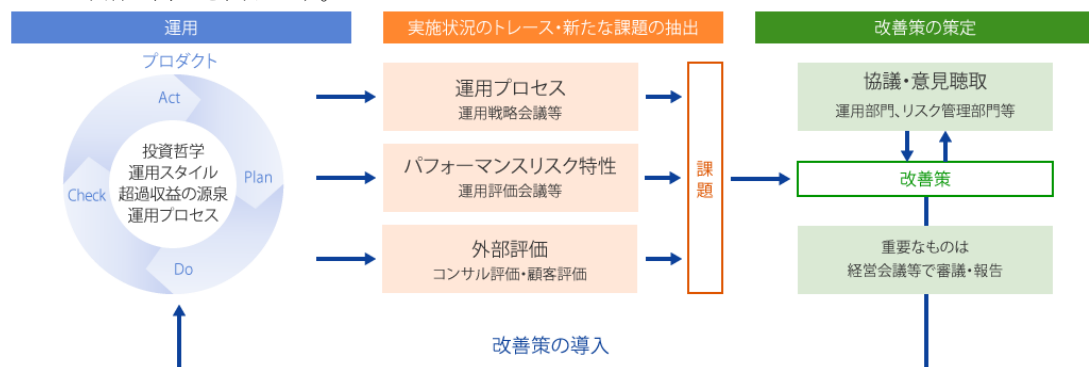 運用
実施状況のトレース・新たな課題の抽出
改善策の策定
プロダクト
Act
Plan
Do
Check
投資哲学
運用スタイル
超過収益の源泉
運用プロセス
運用プロセス
運用戦略会議等
パフォーマンスリスク特性
運用評価会議等
外部評価
コンサル評価・顧客評価
課題
協議・意見聴取
運用部門、リスク管理部門等
改善策
重要なものは
経営会議等で審議・報告
改善策の導入